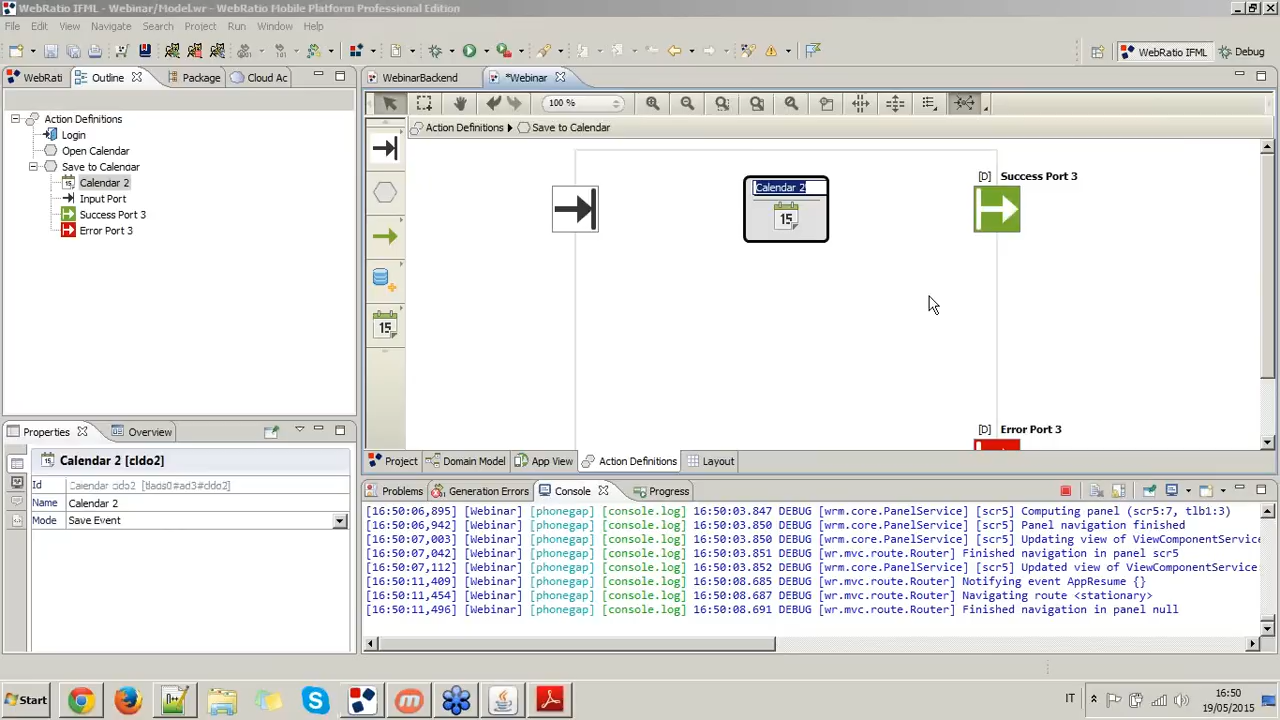 WebRatio IFML - Webinar/Model.wr - WebRatio Mobile Platform Professional Edition
File Edit View Navigate Search Project Run Window Help
WebRatio IFML Debug
WebRati Outline Package Cloud Ac
WebinarBackend *Webinar
100 %
Action Definitions Save to Calendar
Action Definitions
Login
Open Calendar
Save to Calendar
Calendar 2
Input Port
Success Port 3
Error Port 3
Calendar 2
15
[D] Success Port 3
15
[D] Error Port 3
Project Domain Model App View Action Definitions Layout
Properties Overview
Calendar 2 [cldo2]
Id
Name Calendar 2
Mode Save Event
Problems Generation Errors Console Progress
[16:50:06,895] [Webinar] [phonegap] [console.log] 16:50:03.847 DEBUG [wrm.core.PanelService] [scr5] Computing panel (scr5:7, tlb1:3)
[16:50:06,942] [Webinar] [phonegap] [console.log] 16:50:03.850 DEBUG [wrm.core.PanelService] [scr5] Panel navigation finished
[16:50:07,003] [Webinar] [phonegap] [console.log] 16:50:03.850 DEBUG [wrm.core.PanelService] [scr5] Updating view of ViewComponentService
[16:50:07,042] [Webinar] [phonegap] [console.log] 16:50:03.851 DEBUG [wr.mvc.route.Router] Finished navigation in panel scr5
[16:50:07,112] [Webinar] [phonegap] [console.log] 16:50:03.852 DEBUG [wrm.core.PanelService] [scr5] Updated view of ViewComponentService
[16:50:11,409] [Webinar] [phonegap] [console.log] 16:50:08.685 DEBUG [wr.mvc.route.Router] Notifying event AppResume {}
[16:50:11,454] [Webinar] [phonegap] [console.log] 16:50:08.687 DEBUG [wr.mvc.route.Router] Navigating route <stationary>
[16:50:11,496] [Webinar] [phonegap] [console.log] 16:50:08.691 DEBUG [wr.mvc.route.Router] Finished navigation in panel null
Start
IT
16:50
19/05/2015